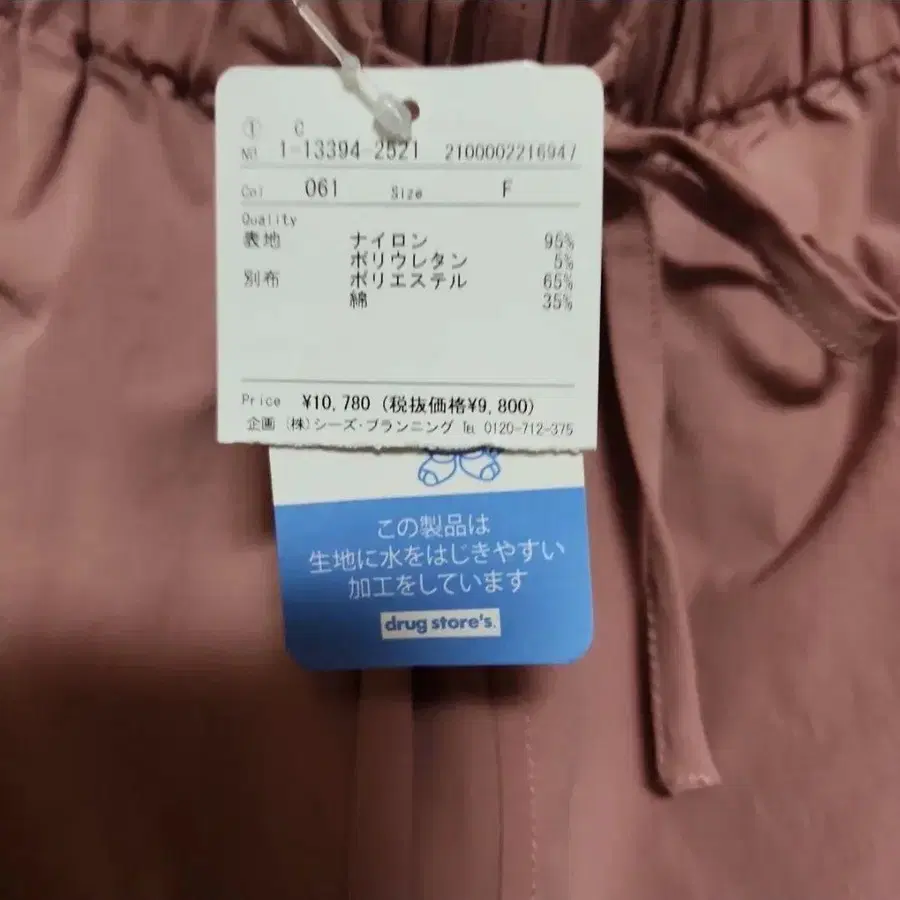 ① C
No 1-13394-2521 2100002216947
Col 061 Size F
Quality
表地 ナイロン 95%
ポリウレタン 5%
別布 ポリエステル 65%
綿 35%
Price ¥10,780 (税抜価格¥9,800)
企画 (株)シーズ・プランニング TEL 0120-712-375
この製品は
生地に水をはじきやすい
加工をしています
drug store's.